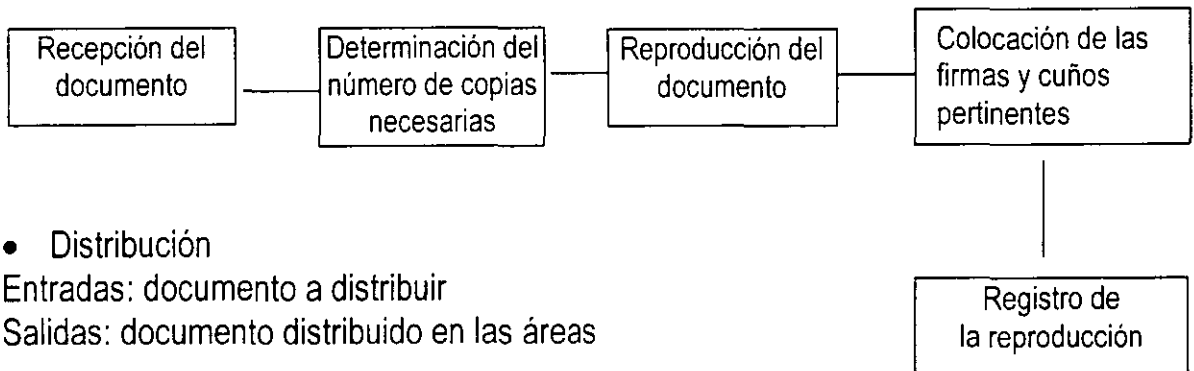 Recepción del
documento
Determinación del
número de copias
necesarias
Reproducción del
documento
Colocación de las
firmas y cuños
pertinentes
• Distribución
Entradas: documento a distribuir
Salidas: documento distribuido en las áreas
Registro de
la reproducción